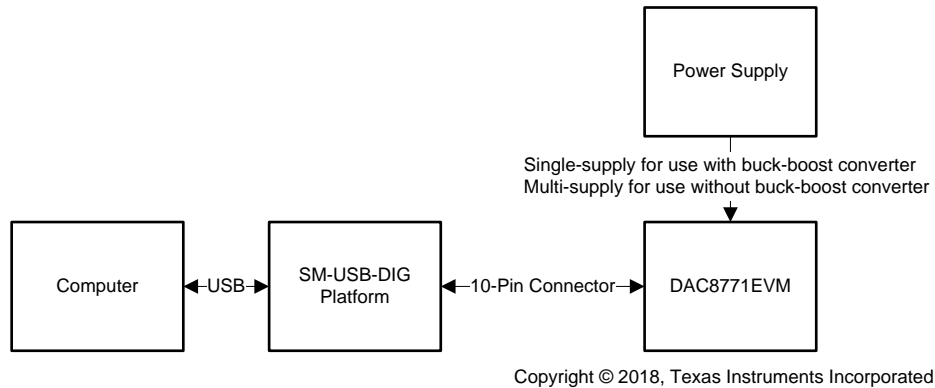 Power Supply
Single-supply for use with buck-boost converter
Multi-supply for use without buck-boost converter
Computer
USB
SM-USB-DIG
Platform
10-Pin Connector
DAC8771EVM
Copyright © 2018, Texas Instruments Incorporated